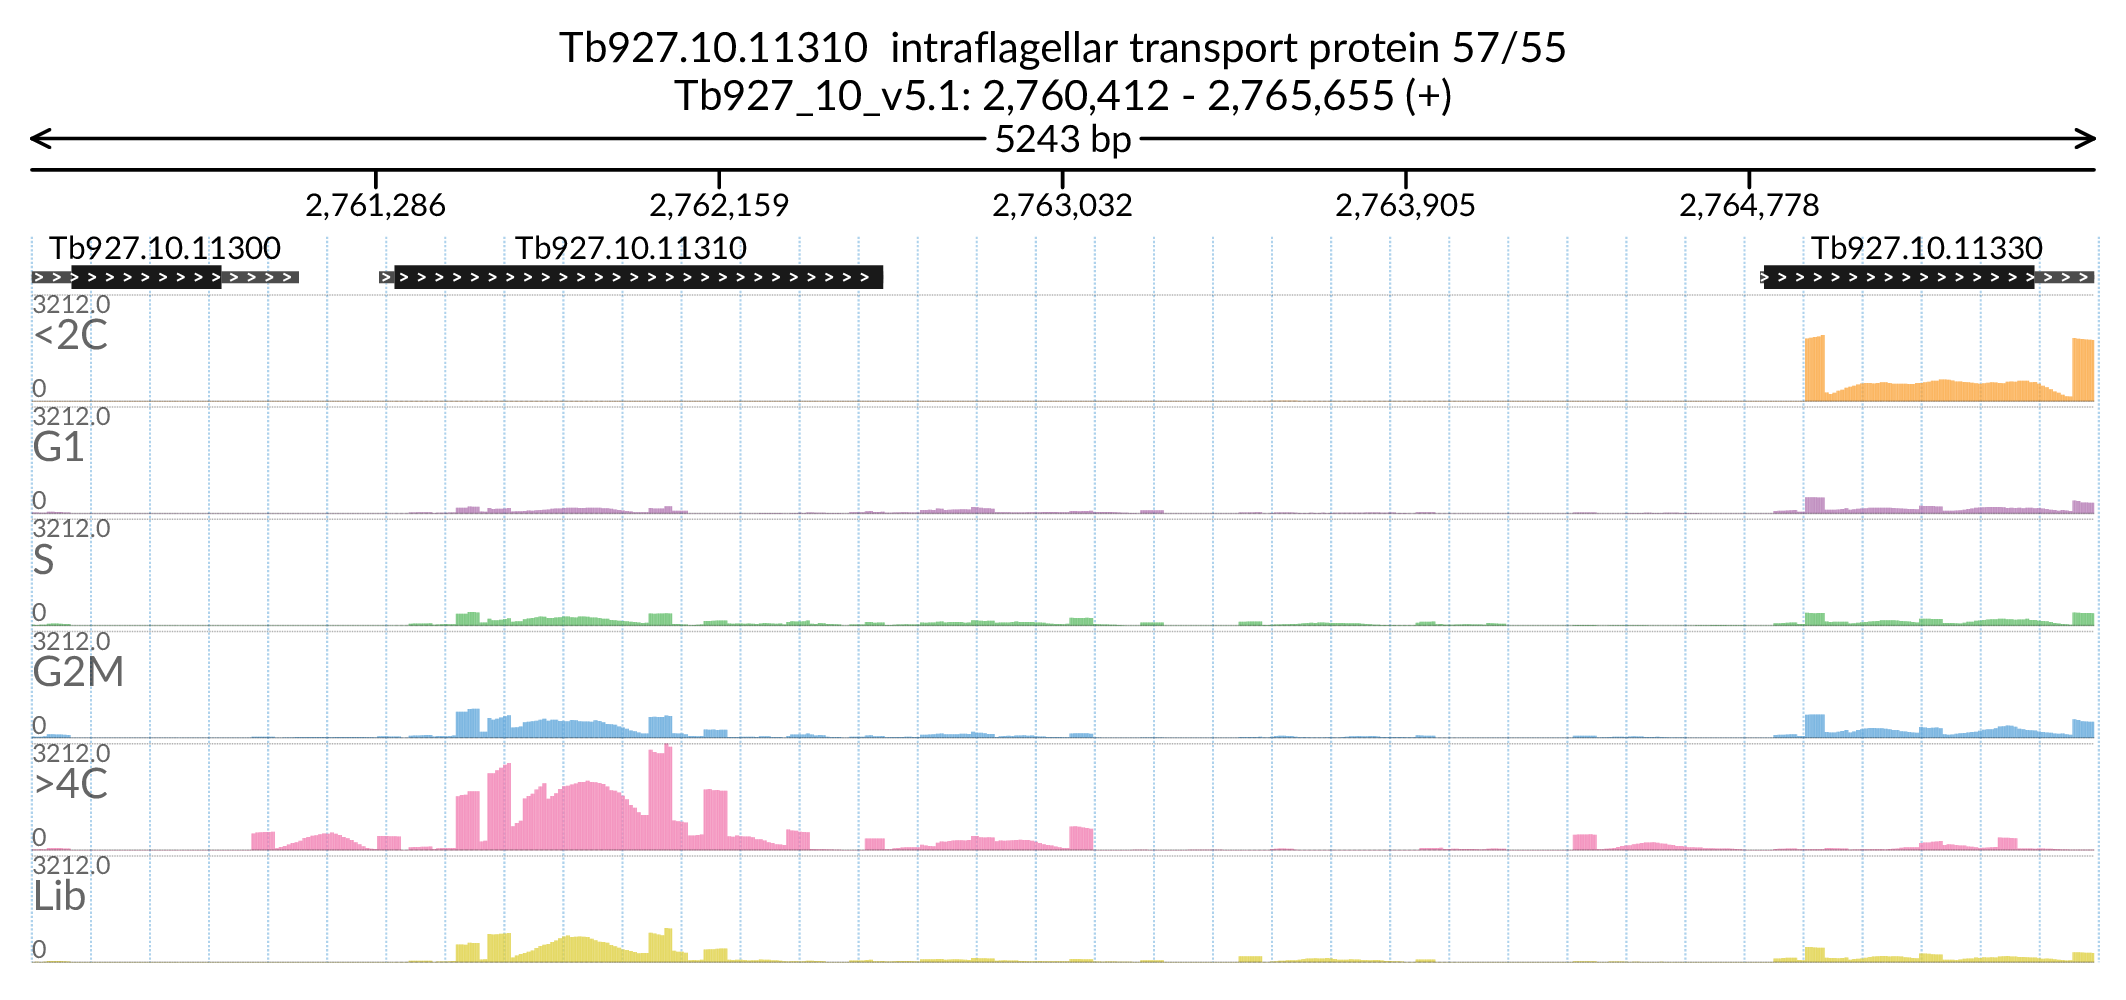 Tb927.10.11310  intraflagellar transport protein 57/55
Tb927_10_v5.1: 2,760,412 - 2,765,655 (+)
5243 bp
2,761,286 2,762,159 2,763,032 2,763,905 2,764,778
Tb927.10.11300 Tb927.10.11310 Tb927.10.11330
3212.0
<2C
0
3212.0
G1
0
3212.0
S
0
3212.0
G2M
0
3212.0
>4C
0
3212.0
Lib
0